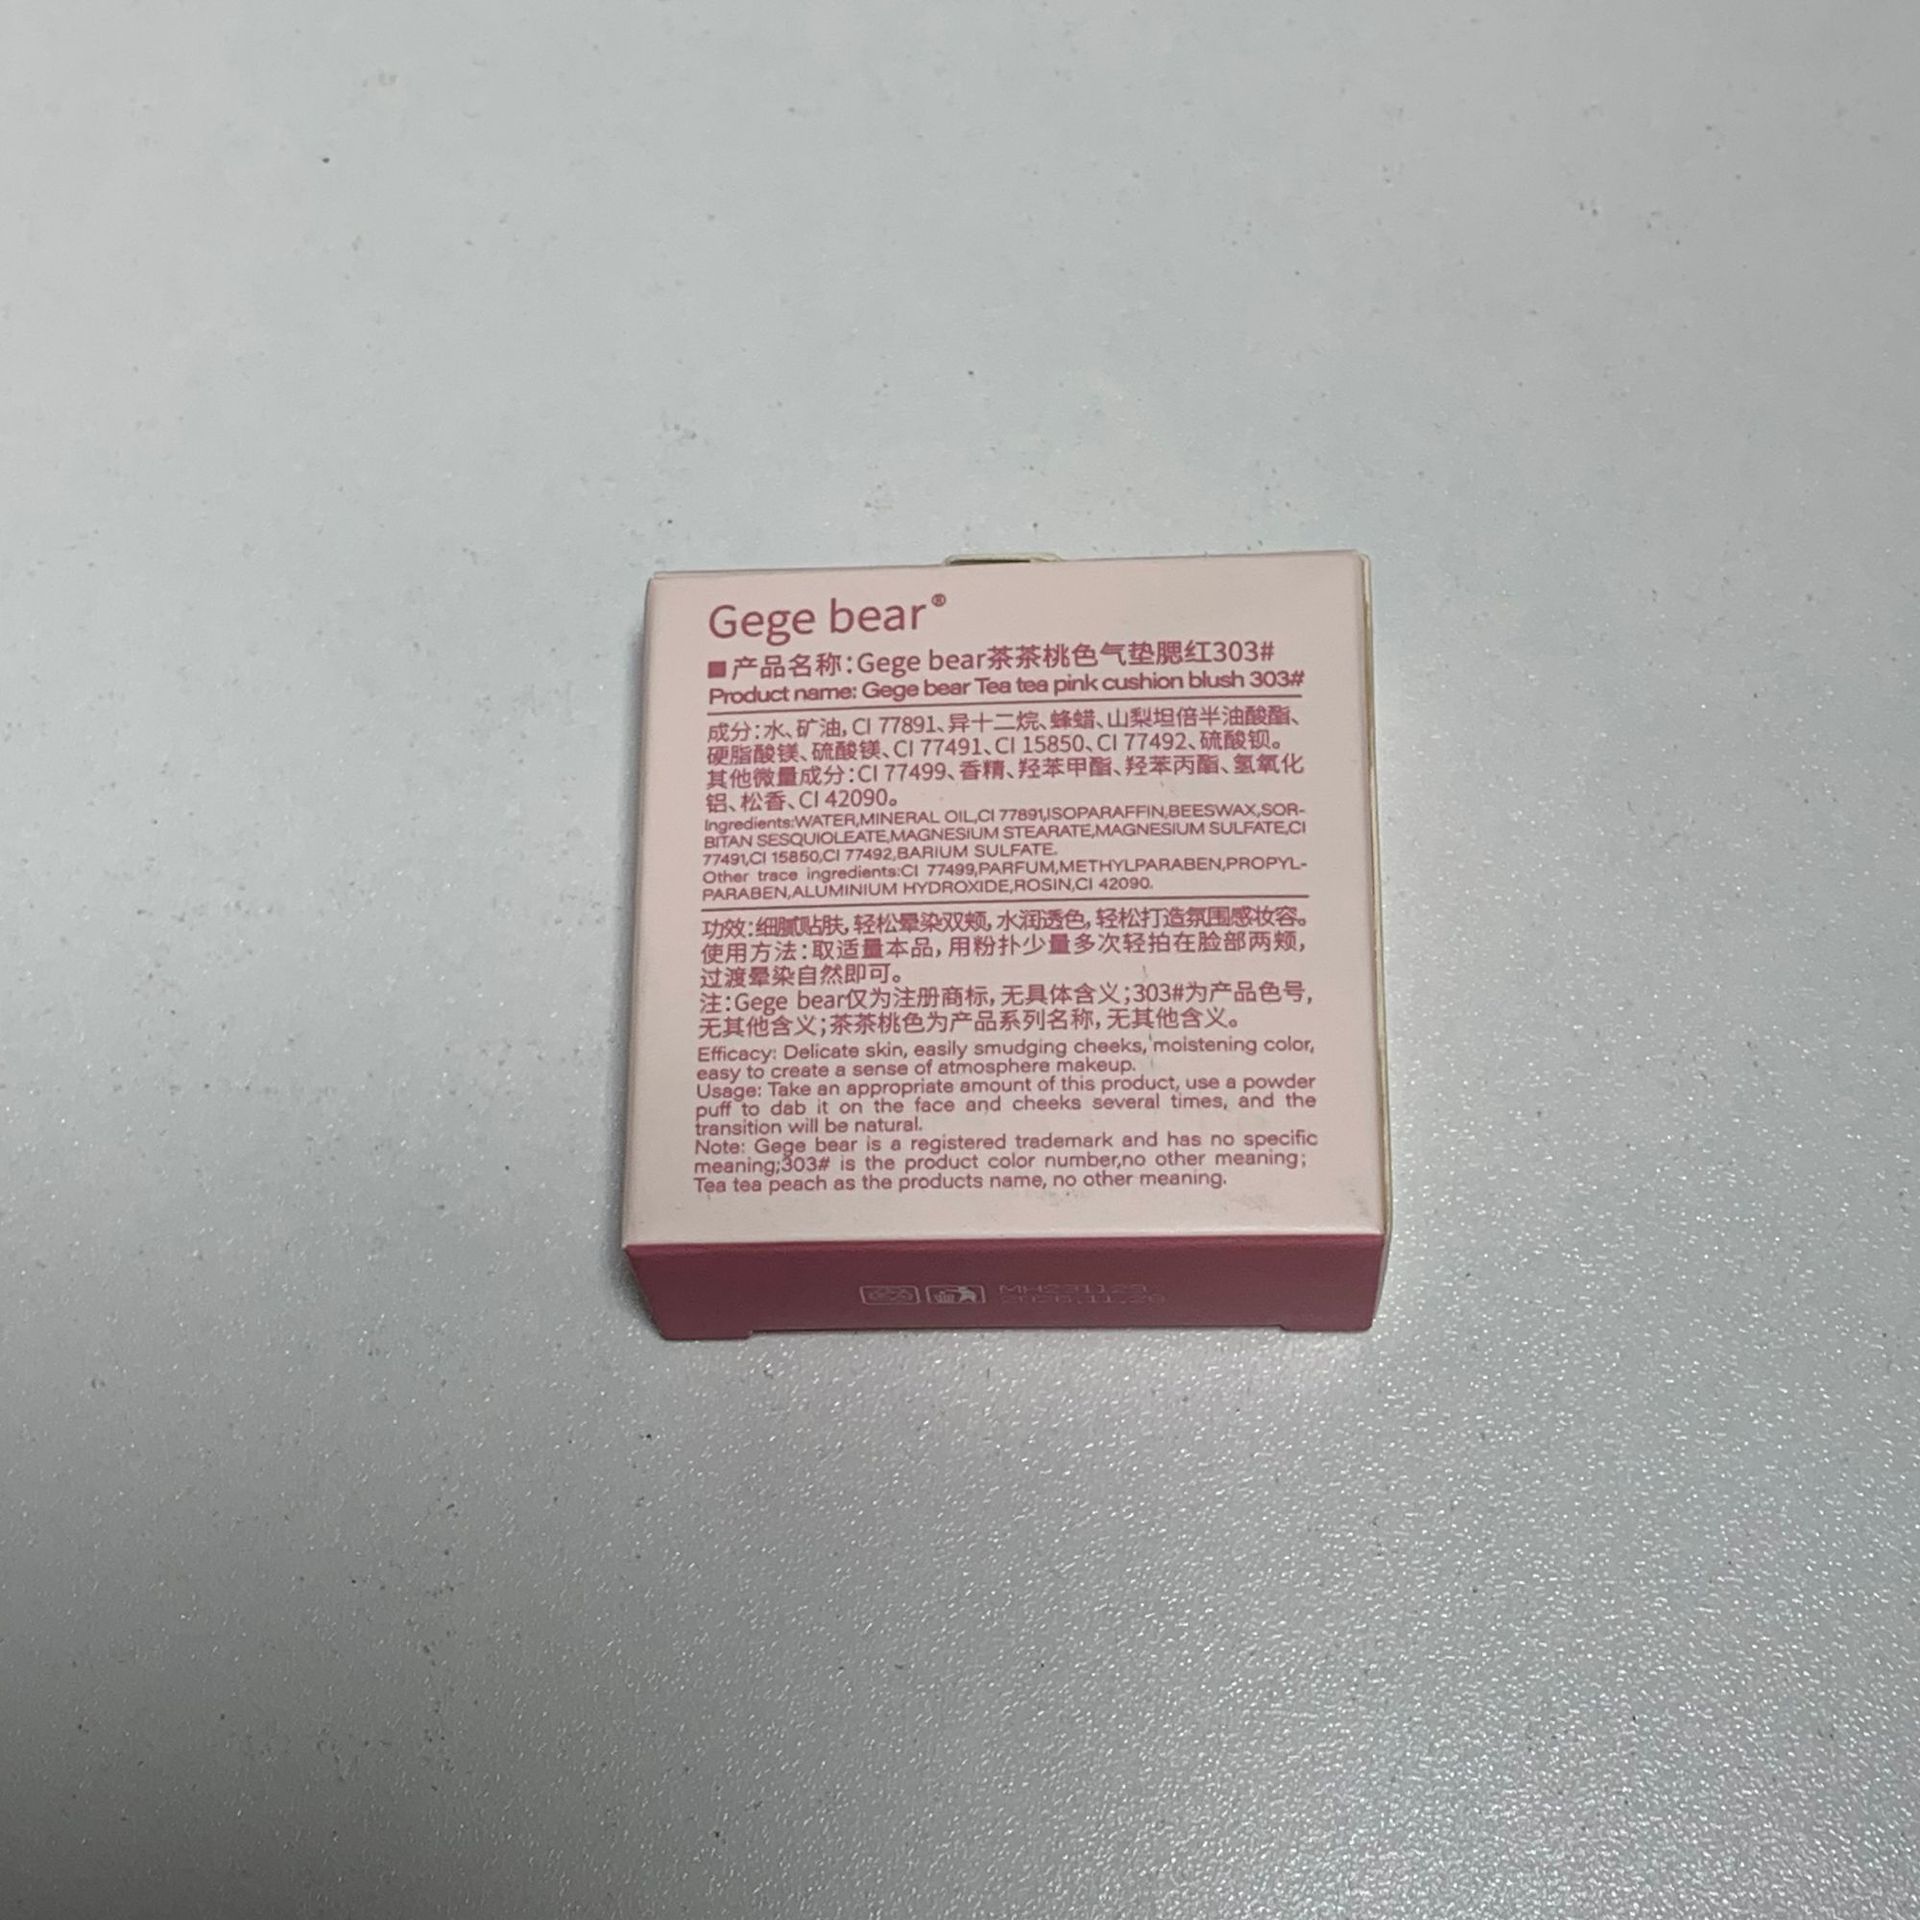 Gege bear®
■产品名称:Gege bear茶茶桃色气垫腮红303#
Product name: Gege bear Tea tea pink cushion blush 303#
成分:水、矿油,CI 77891、异十二烷、蜂蜡、山梨坦倍半油酸酯、
硬脂酸镁、硫酸镁、CI 77491、CI 15850、CI 77492、硫酸钡。
其他微量成分:CI 77499、香精、羟苯甲酯、羟苯丙酯、氢氧化
铝、松香、CI 42090。
Ingredients:WATER,MINERAL OIL,CI 77891,ISOPARAFFIN,BEESWAX,SOR-
BITAN SESQUIOLEATE,MAGNESIUM STEARATE,MAGNESIUM SULFATE,CI
77491,CI 15850,CI 77492,BARIUM SULFATE.
Other trace ingredients:CI 77499,PARFUM,METHYLPARABEN,PROPYL-
PARABEN,ALUMINIUM HYDROXIDE,ROSIN,CI 42090.
功效:细腻贴肤,轻松晕染双颊,水润透色,轻松打造氛围感妆容。
使用方法:取适量本品,用粉扑少量多次轻拍在脸部两颊,
过渡晕染自然即可。
注:Gege bear仅为注册商标,无具体含义;303#为产品色号,
无其他含义;茶茶桃色为产品系列名称,无其他含义。
Efficacy: Delicate skin, easily smudging cheeks, moistening color,
easy to create a sense of atmosphere makeup.
Usage: Take an appropriate amount of this product, use a powder
puff to dab it on the face and cheeks several times, and the
transition will be natural.
Note: Gege bear is a registered trademark and has no specific
meaning;303# is the product color number,no other meaning;
Tea tea peach as the products name, no other meaning.
MH231129
2026.11.28